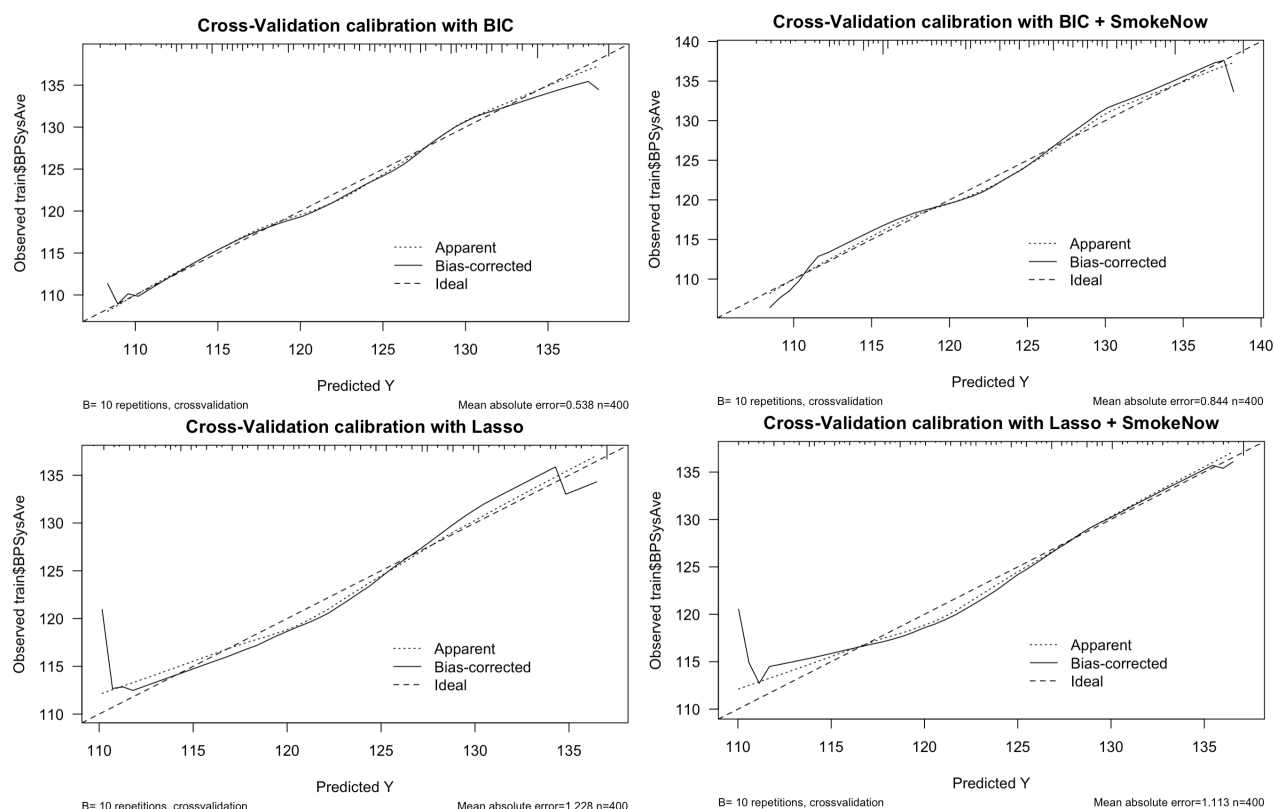 Cross-Validation calibration with BIC
Observed train$BPSysAve
135
130
125
120
115
110
Apparent
Bias-corrected
Ideal
110 115 120 125 130 135
Predicted Y
B= 10 repetitions, crossvalidation Mean absolute error=0.538 n=400
Cross-Validation calibration with BIC + SmokeNow
Observed train$BPSysAve
140
135
130
125
120
115
110
Apparent
Bias-corrected
Ideal
110 115 120 125 130 135 140
Predicted Y
B= 10 repetitions, crossvalidation Mean absolute error=0.844 n=400
Cross-Validation calibration with Lasso
Observed train$BPSysAve
135
130
125
120
115
110
Apparent
Bias-corrected
Ideal
110 115 120 125 130 135
Predicted Y
B= 10 repetitions, crossvalidation Mean absolute error=1.228 n=400
Cross-Validation calibration with Lasso + SmokeNow
Observed train$BPSysAve
135
130
125
120
115
110
Apparent
Bias-corrected
Ideal
110 115 120 125 130 135
Predicted Y
B= 10 repetitions, crossvalidation Mean absolute error=1.113 n=400